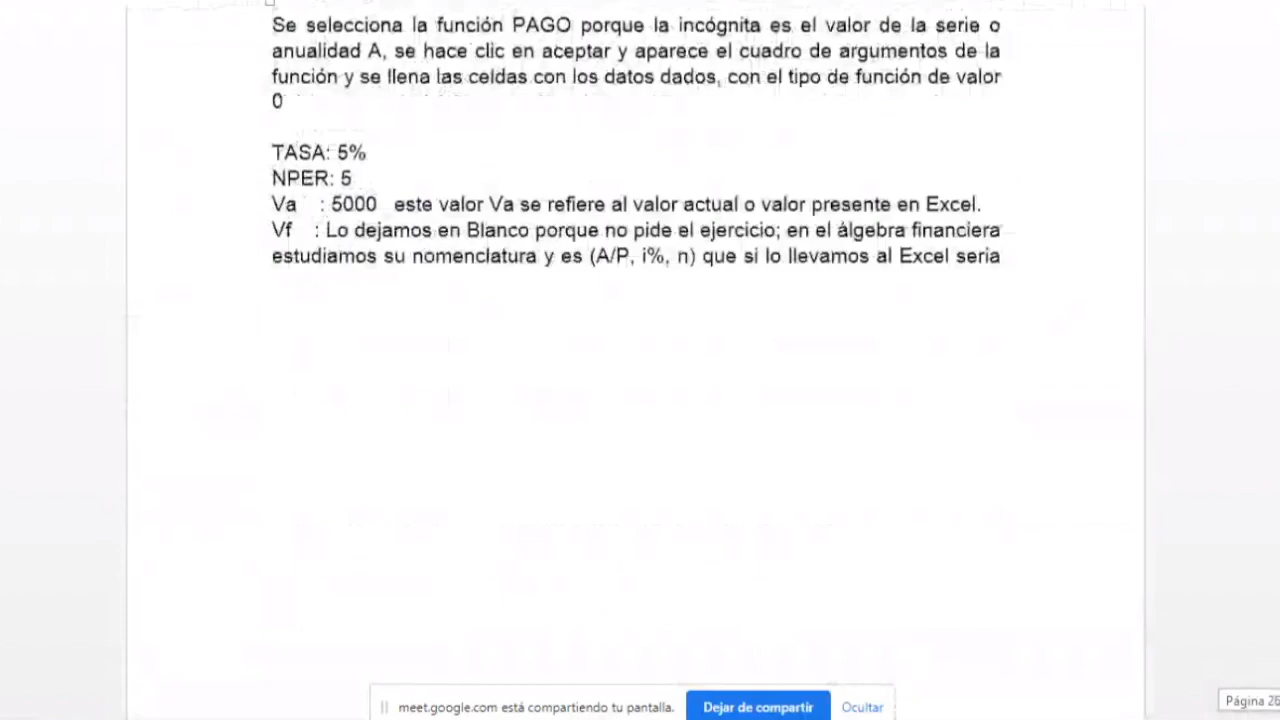 Se selecciona la función PAGO porque la incógnita es el valor de la serie o
anualidad A, se hace clic en aceptar y aparece el cuadro de argumentos de la
función y se llena las celdas con los datos dados, con el tipo de función de valor
0
TASA: 5%
NPER: 5
Va : 5000 este valor Va se refiere al valor actual o valor presente en Excel.
Vf : Lo dejamos en Blanco porque no pide el ejercicio; en el álgebra financiera
estudiamos su nomenclatura y es (A/P, i%, n) que si lo llevamos al Excel seria
meet.google.com está compartiendo tu pantalla. Dejar de compartir Ocultar
Página